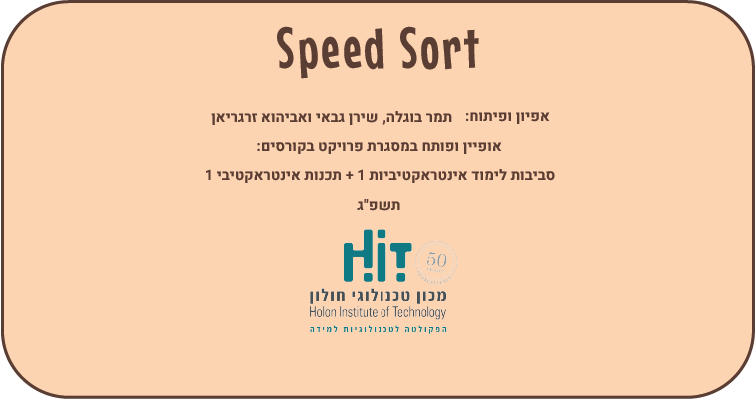 Speed Sort
אפיון ופיתוח: תמר בוגלה, שירן גבאי ואביהוא זרגריאן
אופיין ופותח במסגרת פרויקט בקורסים:
סביבות לימוד אינטראקטיביות 1 + תכנות אינטראקטיבי 1
תשפ"ג
HiT 50
מכון טכנולוגי חולון
Holon Institute of Technology
הפקולטה לטכנולוגיות למידה